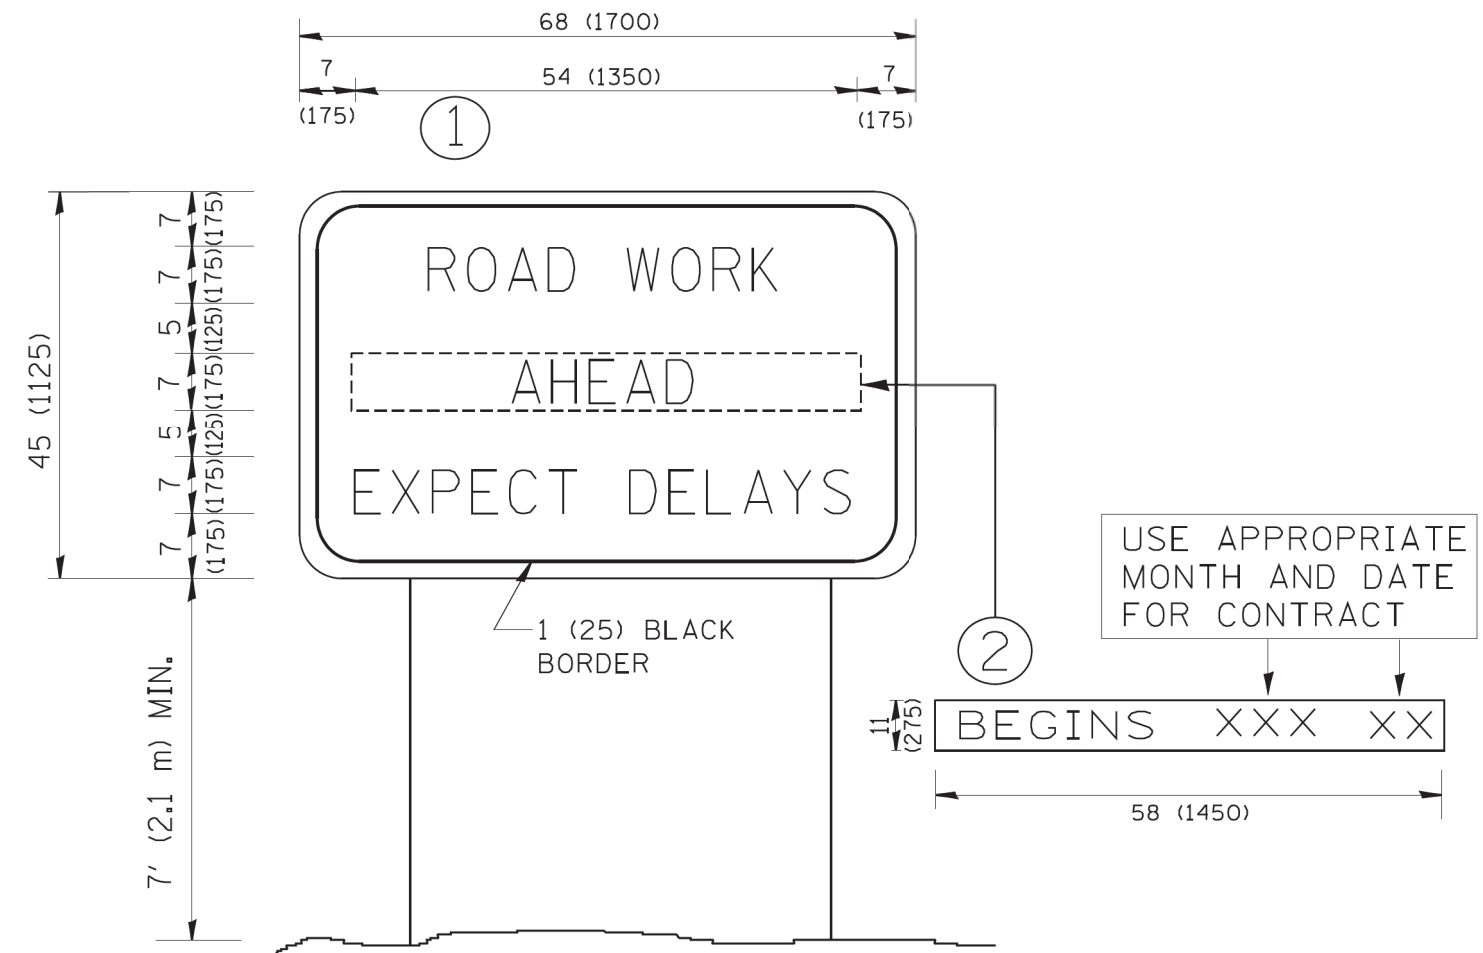 68 (1700)
7
54 (1350)
7
(175)
(175)
1
45 (1125)
7
(175)
7
(175)
5
(125)
7
(175)
5
(125)
7
(175)
7
(175)
ROAD WORK
AHEAD
EXPECT DELAYS
1 (25) BLACK
BORDER
7' (2.1 m) MIN.
2
USE APPROPRIATE
MONTH AND DATE
FOR CONTRACT
11
(275)
BEGINS XXX XX
58 (1450)